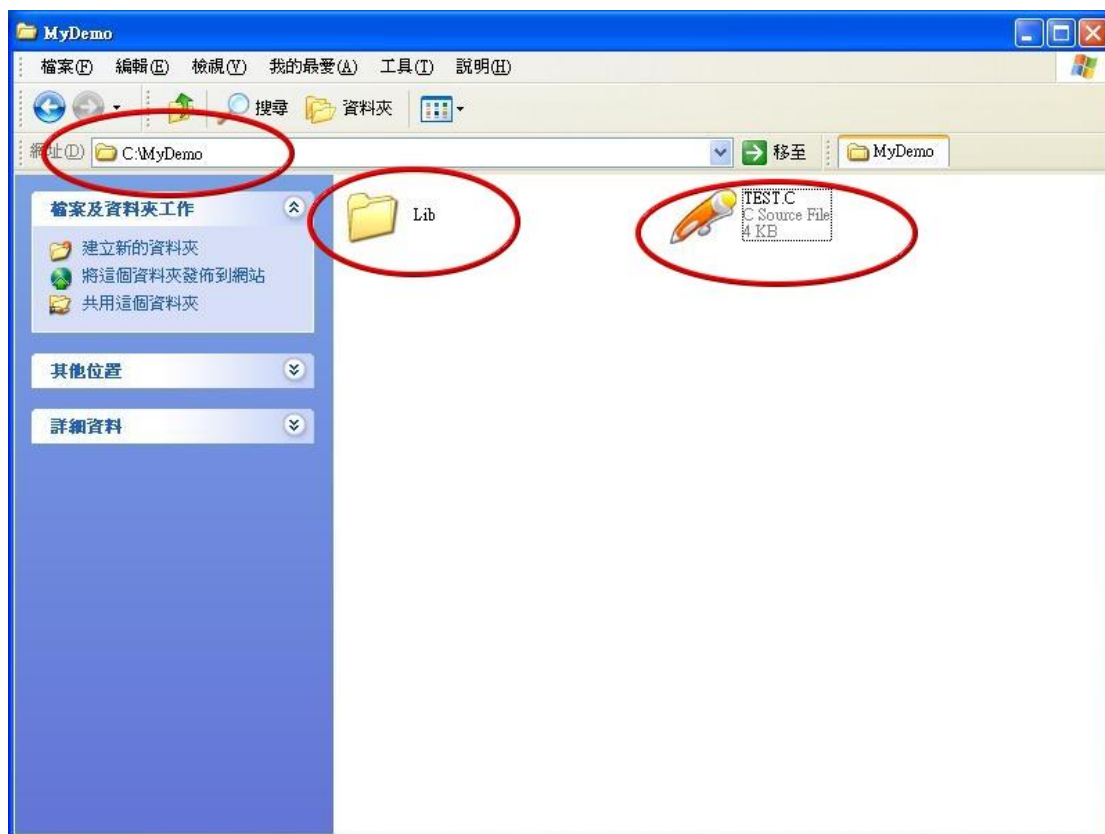 MyDemo
檔案(F) 編輯(E) 檢視(V) 我的最愛(A) 工具(T) 說明(H)
搜尋 資料夾
網址(D) C:\MyDemo 移至 MyDemo
檔案及資料夾工作
建立新的資料夾
將這個資料夾發佈到網站
共用這個資料夾
其他位置
詳細資料
Lib
TEST.C
C Source File
4 KB